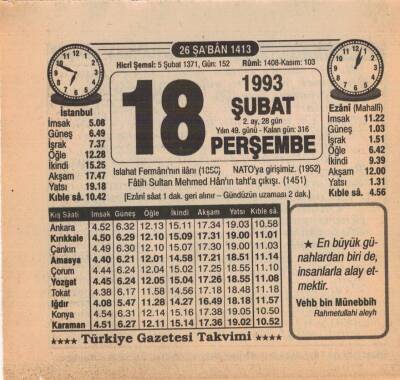 26 ŞA'BÂN 1413
Hicrî Şemsî: 5 Şubat 1371, Gün: 152 Rûmî: 1408-Kasım: 103
18
1993
ŞUBAT
2. ay, 28 gün
Yılın 49. günü - Kalan gün: 316
PERŞEMBE
İstanbul
İmsak 5.08
Güneş 6.49
İşrak 7.37
Öğle 12.28
İkindi 15.25
Akşam 17.47
Yatsı 19.18
Kıble sâ. 10.42
Ezânî (Mahallî)
İmsak 11.22
Güneş 1.03
İşrak 1.51
Öğle 6.42
İkindi 9.39
Akşam 12.00
Yatsı 1.31
Kıble sâ. 4.56
Islahat Fermânı'nın ilânı NATO'ya girişimiz. (1952)
Fâtih Sultan Mehmed Hân'ın taht'a çıkışı. (1451)
[Ezânî sâat 1 dak. geri alınır – Gündüzün uzaması 2 dak.]
Kış Sâati İmsak Güneş Öğle İkindi Akşam Yatsı Kıble sâ.
Ankara 4.52 6.32 12.13 15.11 17.34 19.03 10.58
Kırıkkale 4.50 6.29 12.10 15.09 17.31 19.00 11.01
Çankırı 4.49 6.30 12.10 15.07 17.30 19.00 11.03
Amasya 4.40 6.21 12.01 14.58 17.21 18.51 11.14
Çorum 4.44 6.24 12.04 15.02 17.25 18.55 11.10
Yozgat 4.45 6.24 12.05 15.04 17.26 18.55 11.08
Tokat 4.38 6.17 11.58 14.56 17.18 18.48 11.18
Iğdır 4.08 5.47 11.28 14.27 16.49 18.18 11.57
Konya 4.54 6.31 12.14 15.16 17.38 19.05 10.50
Karaman 4.51 6.27 12.11 15.14 17.36 19.02 10.52
★ En büyük gü-
nahlardan biri de,
insanlarla alay et-
mektir.
Vehb bin Münebbih
Rahmetullahi aleyh
★★★★ Türkiye Gazetesi Takvimi ★★★★